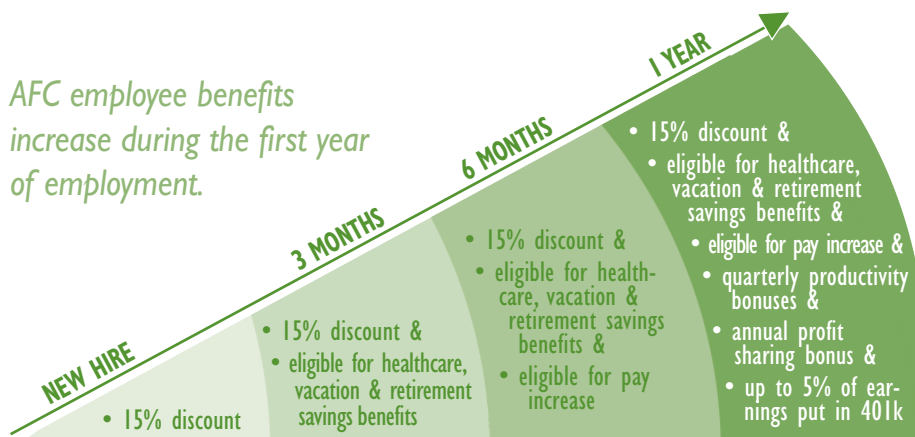 AFC employee benefits
increase during the first year
of employment.
NEW HIRE
• 15% discount
3 MONTHS
• 15% discount &
• eligible for healthcare,
vacation & retirement
savings benefits
6 MONTHS
• 15% discount &
• eligible for health-
care, vacation &
retirement savings
benefits &
• eligible for pay
increase
1 YEAR
• 15% discount &
• eligible for healthcare,
vacation & retirement
savings benefits &
• eligible for pay increase &
• quarterly productivity
bonuses &
• annual profit
sharing bonus &
• up to 5% of ear-
nings put in 401k